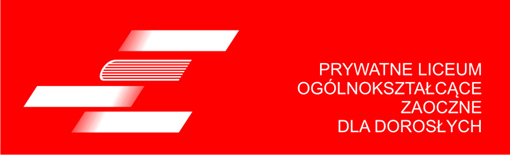 PRYWATNE LICEUM
OGÓLNOKSZTAŁCĄCE
ZAOCZNE
DLA DOROSŁYCH